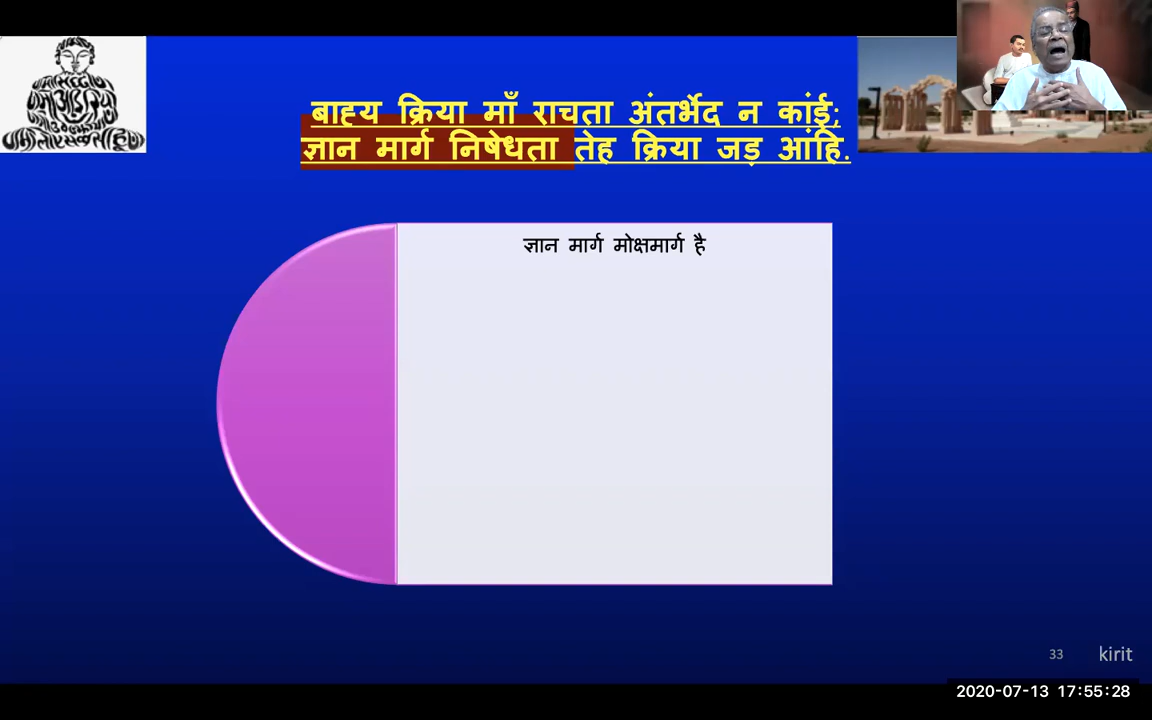 बाह्य क्रिया माँ राचता अंतर्भेद न कांई;
ज्ञान मार्ग निषेधता तेह क्रिया जड़ आंहि.
ज्ञान मार्ग मोक्षमार्ग है
33
kirit
2020-07-13 17:55:28